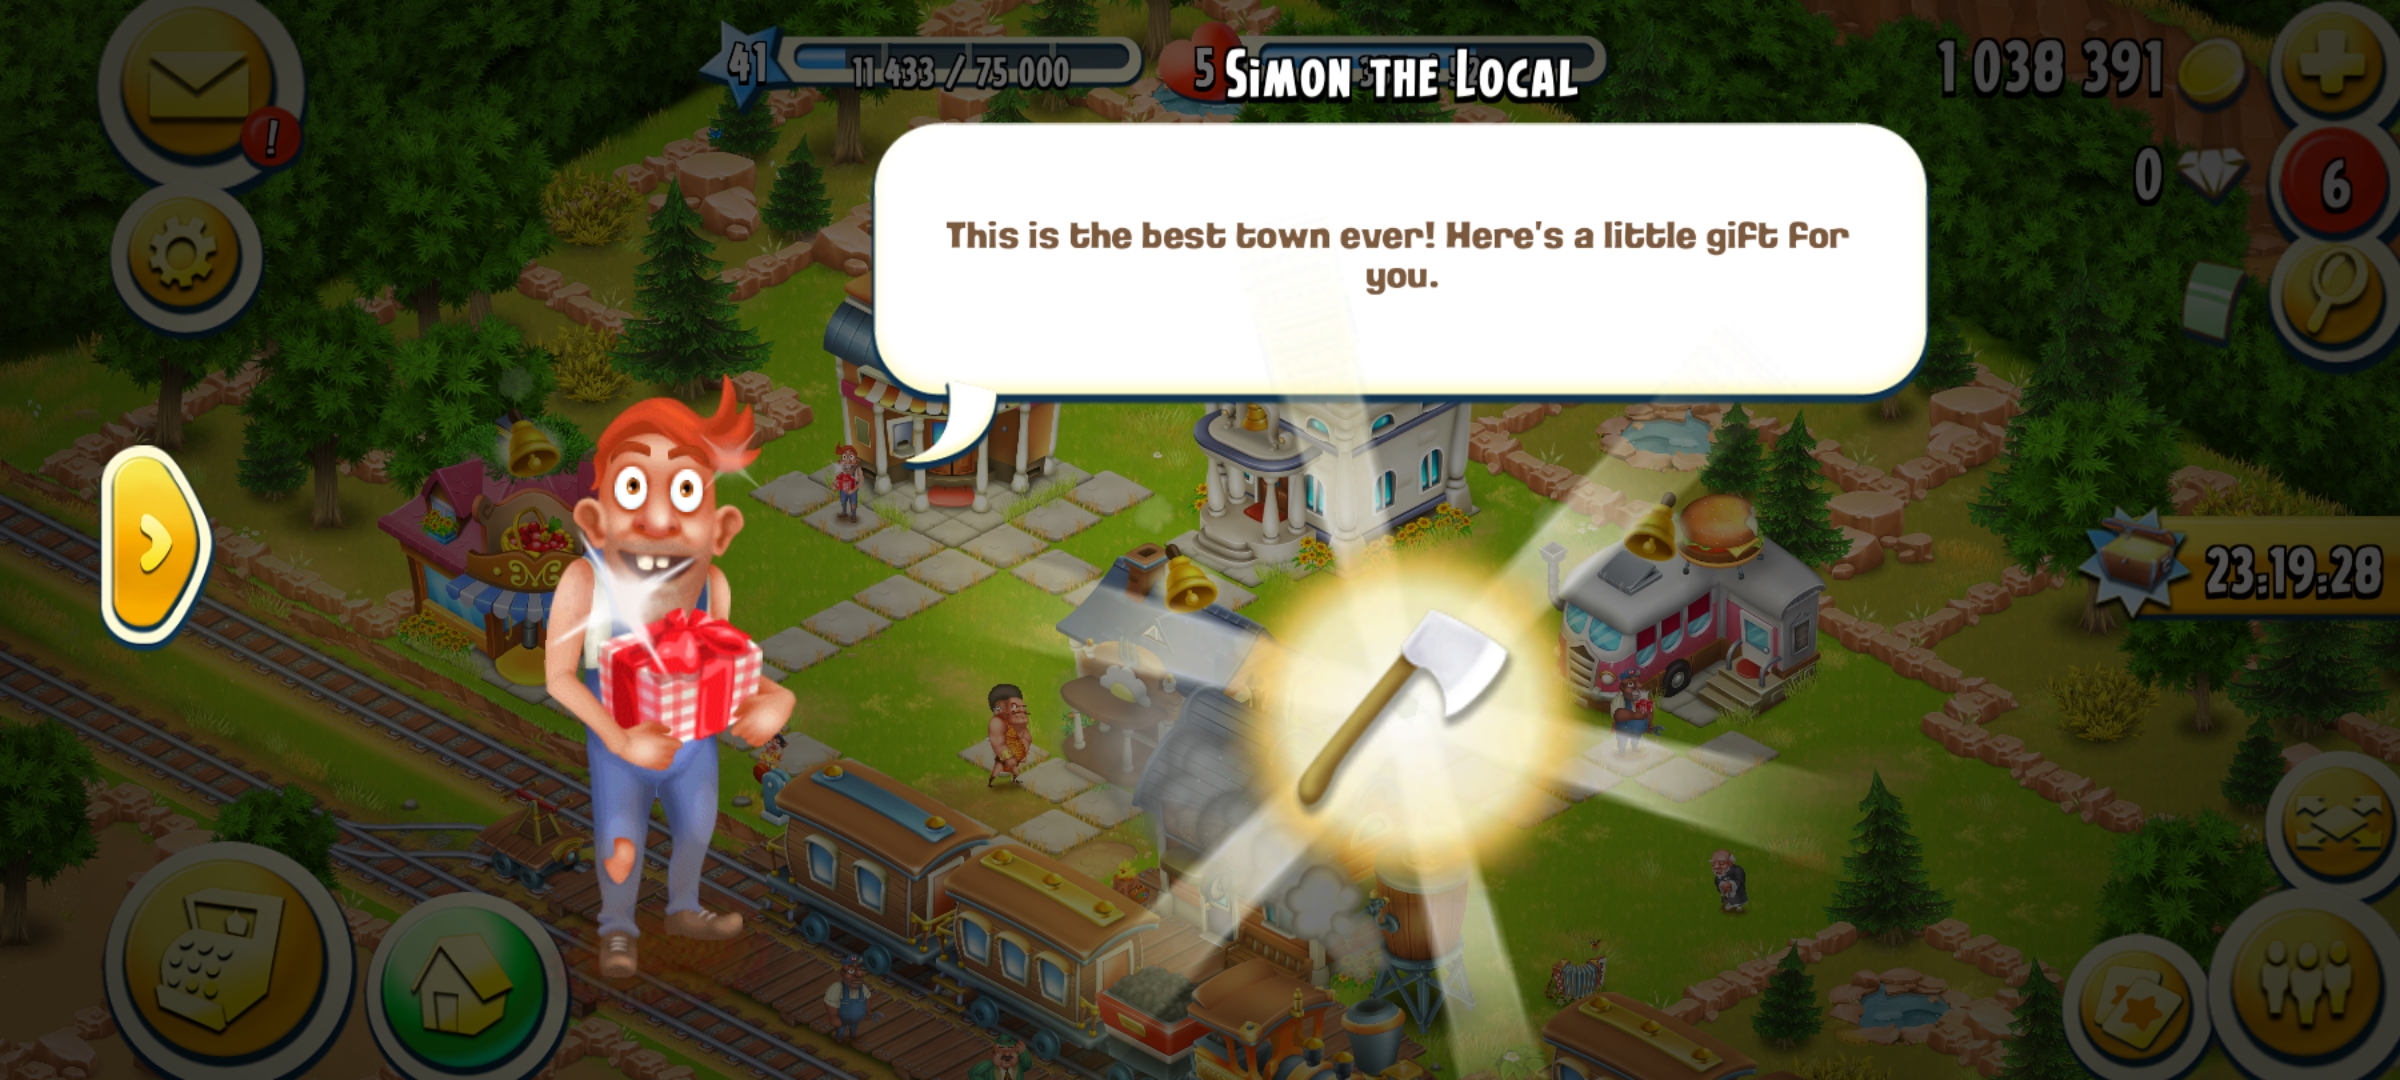 41
11 433 / 75 000
5
SIMON THE LOCAL
1 038 391
!
0
6
This is the best town ever! Here's a little gift for
you.
23:19:28